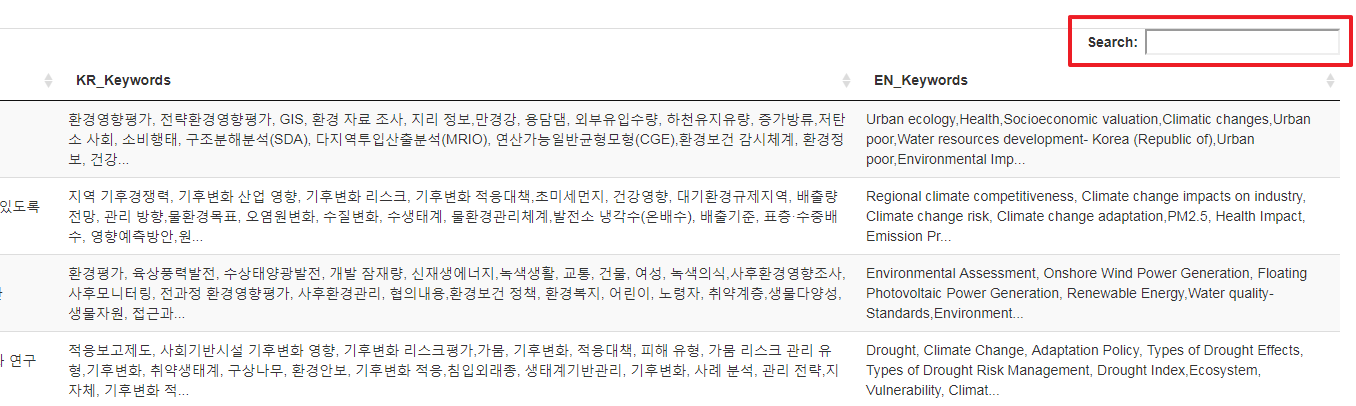 Search:
KR_Keywords EN_Keywords
환경영향평가, 전략환경영향평가, GIS, 환경 자료 조사, 지리 정보,만경강, 용담댐, 외부유입수량, 하천유지유량, 증가방류,저탄
소 사회, 소비행태, 구조분해분석(SDA), 다지역투입산출분석(MRIO), 연산가능일반균형모형(CGE),환경보건 감시체계, 환경정
보, 건강...
Urban ecology,Health,Socioeconomic valuation,Climatic changes,Urban
poor,Water resources development- Korea (Republic of),Urban
poor,Environmental Imp...
있도록
지역 기후경쟁력, 기후변화 산업 영향, 기후변화 리스크, 기후변화 적응대책,초미세먼지, 건강영향, 대기환경규제지역, 배출량
전망, 관리 방향,물환경목표, 오염원변화, 수질변화, 수생태계, 물환경관리체계,발전소 냉각수(온배수), 배출기준, 표층·수중배
수, 영향예측방안,원...
Regional climate competitiveness, Climate change impacts on industry,
Climate change risk, Climate change adaptation,PM2.5, Health Impact,
Emission Pr...
환경평가, 육상풍력발전, 수상태양광발전, 개발 잠재량, 신재생에너지,녹색생활, 교통, 건물, 여성, 녹색의식,사후환경영향조사,
사후모니터링, 전과정 환경영향평가, 사후환경관리, 협의내용,환경보건 정책, 환경복지, 어린이, 노령자, 취약계층,생물다양성,
생물자원, 접근과...
Environmental Assessment, Onshore Wind Power Generation, Floating
Photovoltaic Power Generation, Renewable Energy,Water quality-
Standards,Environment...
연구
적응보고제도, 사회기반시설 기후변화 영향, 기후변화 리스크평가,가뭄, 기후변화, 적응대책, 피해 유형, 가뭄 리스크 관리 유
형,기후변화, 취약생태계, 구상나무, 환경안보, 기후변화 적응,침입외래종, 생태계기반관리, 기후변화, 사례 분석, 관리 전략,지
자체, 기후변화 적...
Drought, Climate Change, Adaptation Policy, Types of Drought Effects,
Types of Drought Risk Management, Drought Index,Ecosystem,
Vulnerability, Climat...